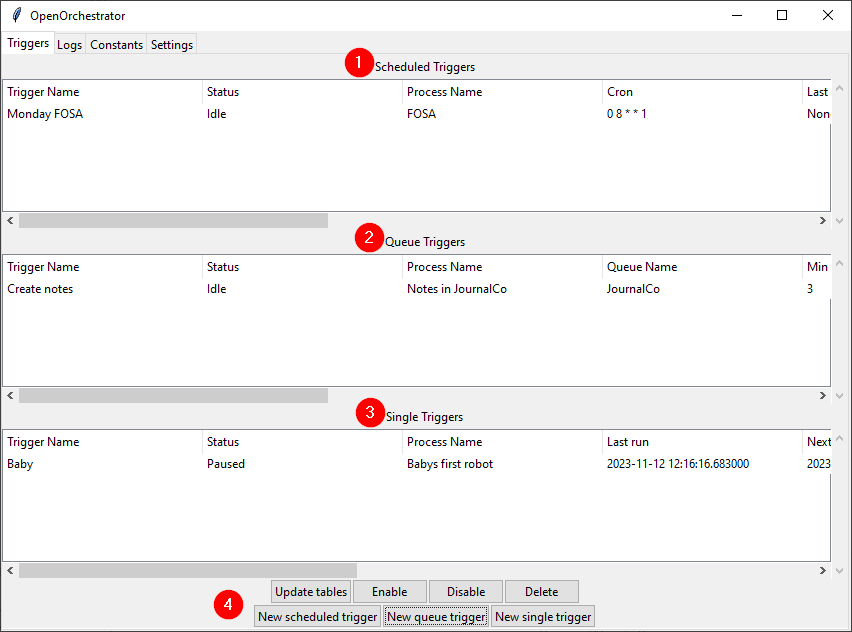 OpenOrchestrator
Triggers Logs Constants Settings
1 Scheduled Triggers
Trigger Name Status Process Name Cron Last
Monday FOSA Idle FOSA 0 8 * * 1 Non
2 Queue Triggers
Trigger Name Status Process Name Queue Name Min
Create notes Idle Notes in JournalCo JournalCo 3
3 Single Triggers
Trigger Name Status Process Name Last run Next
Baby Paused Babys first robot 2023-11-12 12:16:16.683000 2023
4
Update tables Enable Disable Delete
New scheduled trigger New queue trigger New single trigger